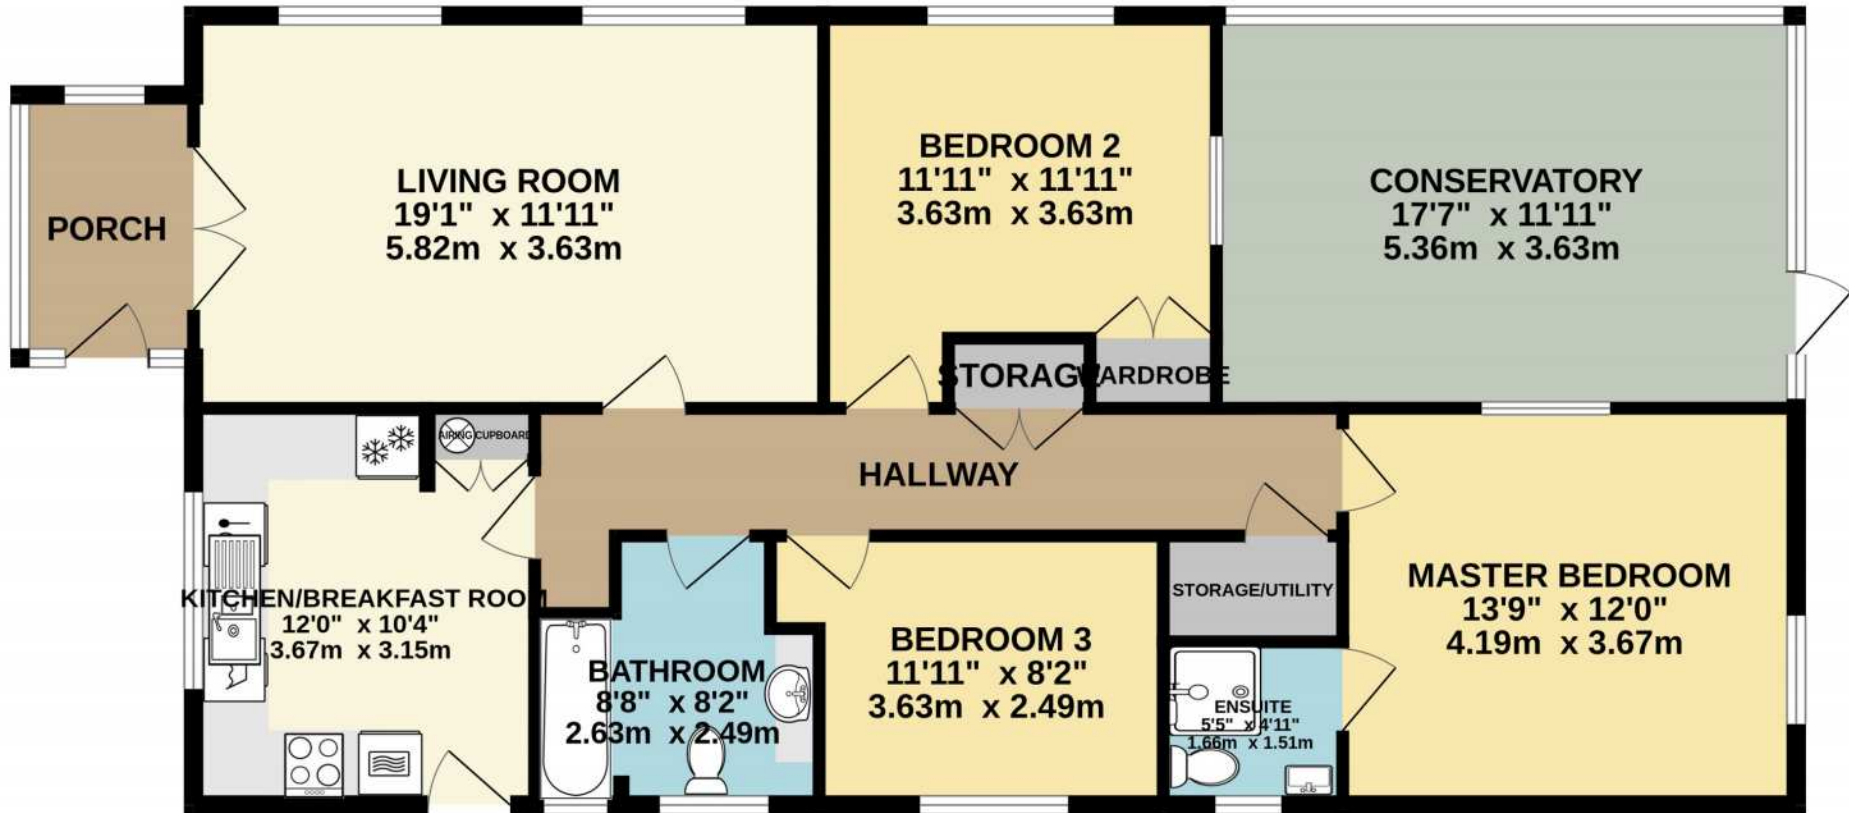 PORCH
LIVING ROOM
19'1" x 11'11"
5.82m x 3.63m
BEDROOM 2
11'11" x 11'11"
3.63m x 3.63m
CONSERVATORY
17'7" x 11'11"
5.36m x 3.63m
STORAGE
WARDROBE
AIRING CUPBOARD
HALLWAY
KITCHEN/BREAKFAST ROOM
12'0" x 10'4"
3.67m x 3.15m
BATHROOM
8'8" x 8'2"
2.63m x 2.49m
BEDROOM 3
11'11" x 8'2"
3.63m x 2.49m
STORAGE/UTILITY
ENSUITE
5'5" x 4'11"
1.66m x 1.51m
MASTER BEDROOM
13'9" x 12'0"
4.19m x 3.67m